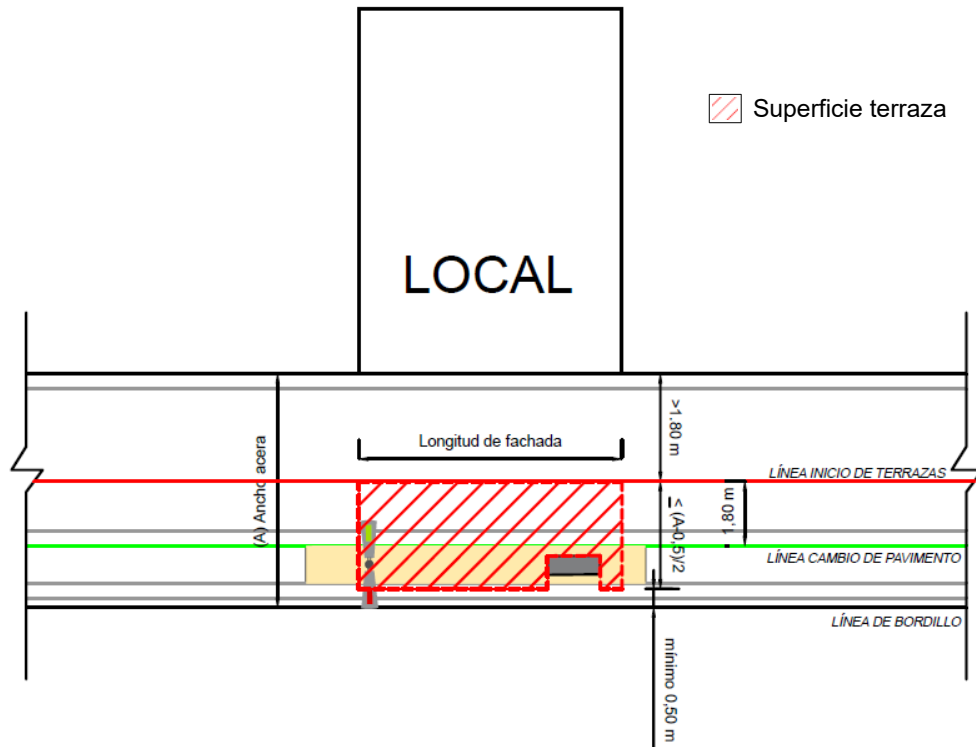 Superficie terraza
LOCAL
Longitud de fachada
(A) Ancho acera
>1.80 m
LÍNEA INICIO DE TERRAZAS
≤ (A-0,5)/2
1,80 m
LÍNEA CAMBIO DE PAVIMENTO
LÍNEA DE BORDILLO
mínimo 0,50 m